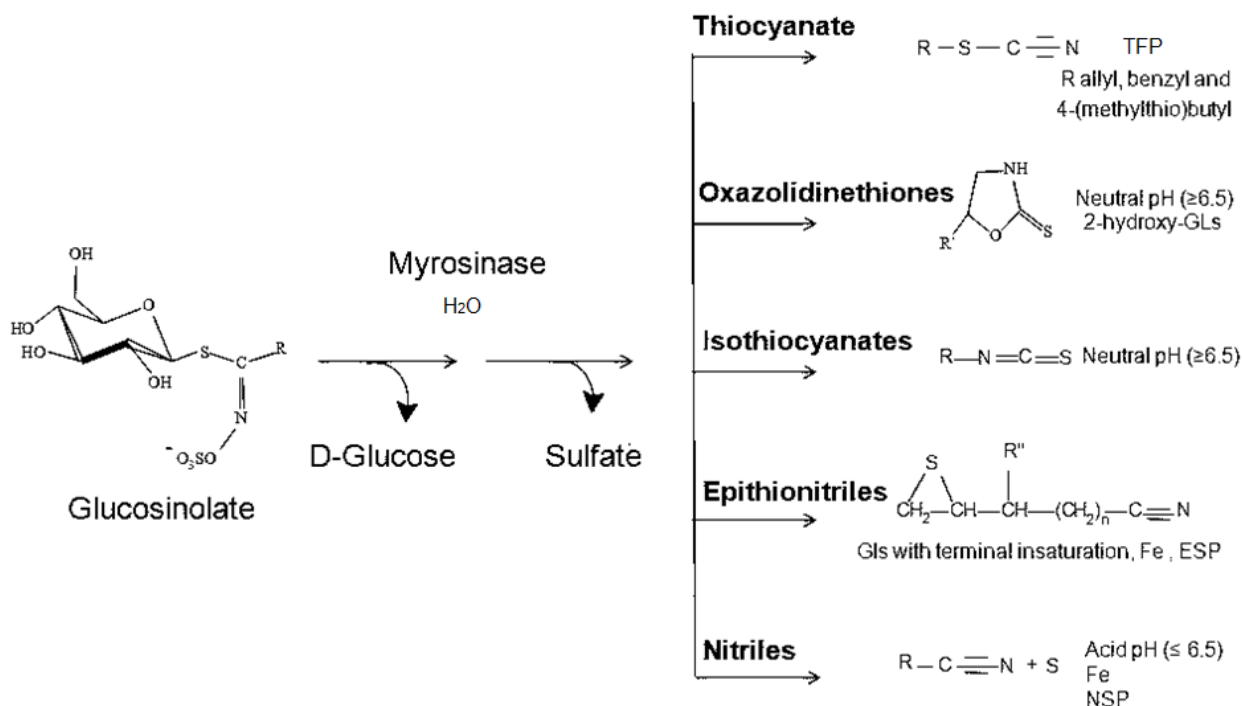 Thiocyanate
R – S – C ≡ N TFP
R allyl, benzyl and
4-(methylthio)butyl
Oxazolidinethiones
NH
R'
O
S
Neutral pH (≥6.5)
2-hydroxy-GLs
OH
HO
HO
O
OH
S
C
R
N
⁻O₃SO
Glucosinolate
Myrosinase
H₂O
D-Glucose
Sulfate
Isothiocyanates
R—N=C=S Neutral pH (≥6.5)
Epithionitriles
S
R"
CH₂—CH—CH—(CH₂)n—C≡N
Gls with terminal insaturation, Fe , ESP
Nitriles
R – C ≡ N + S
Acid pH (≤ 6.5)
Fe
NSP